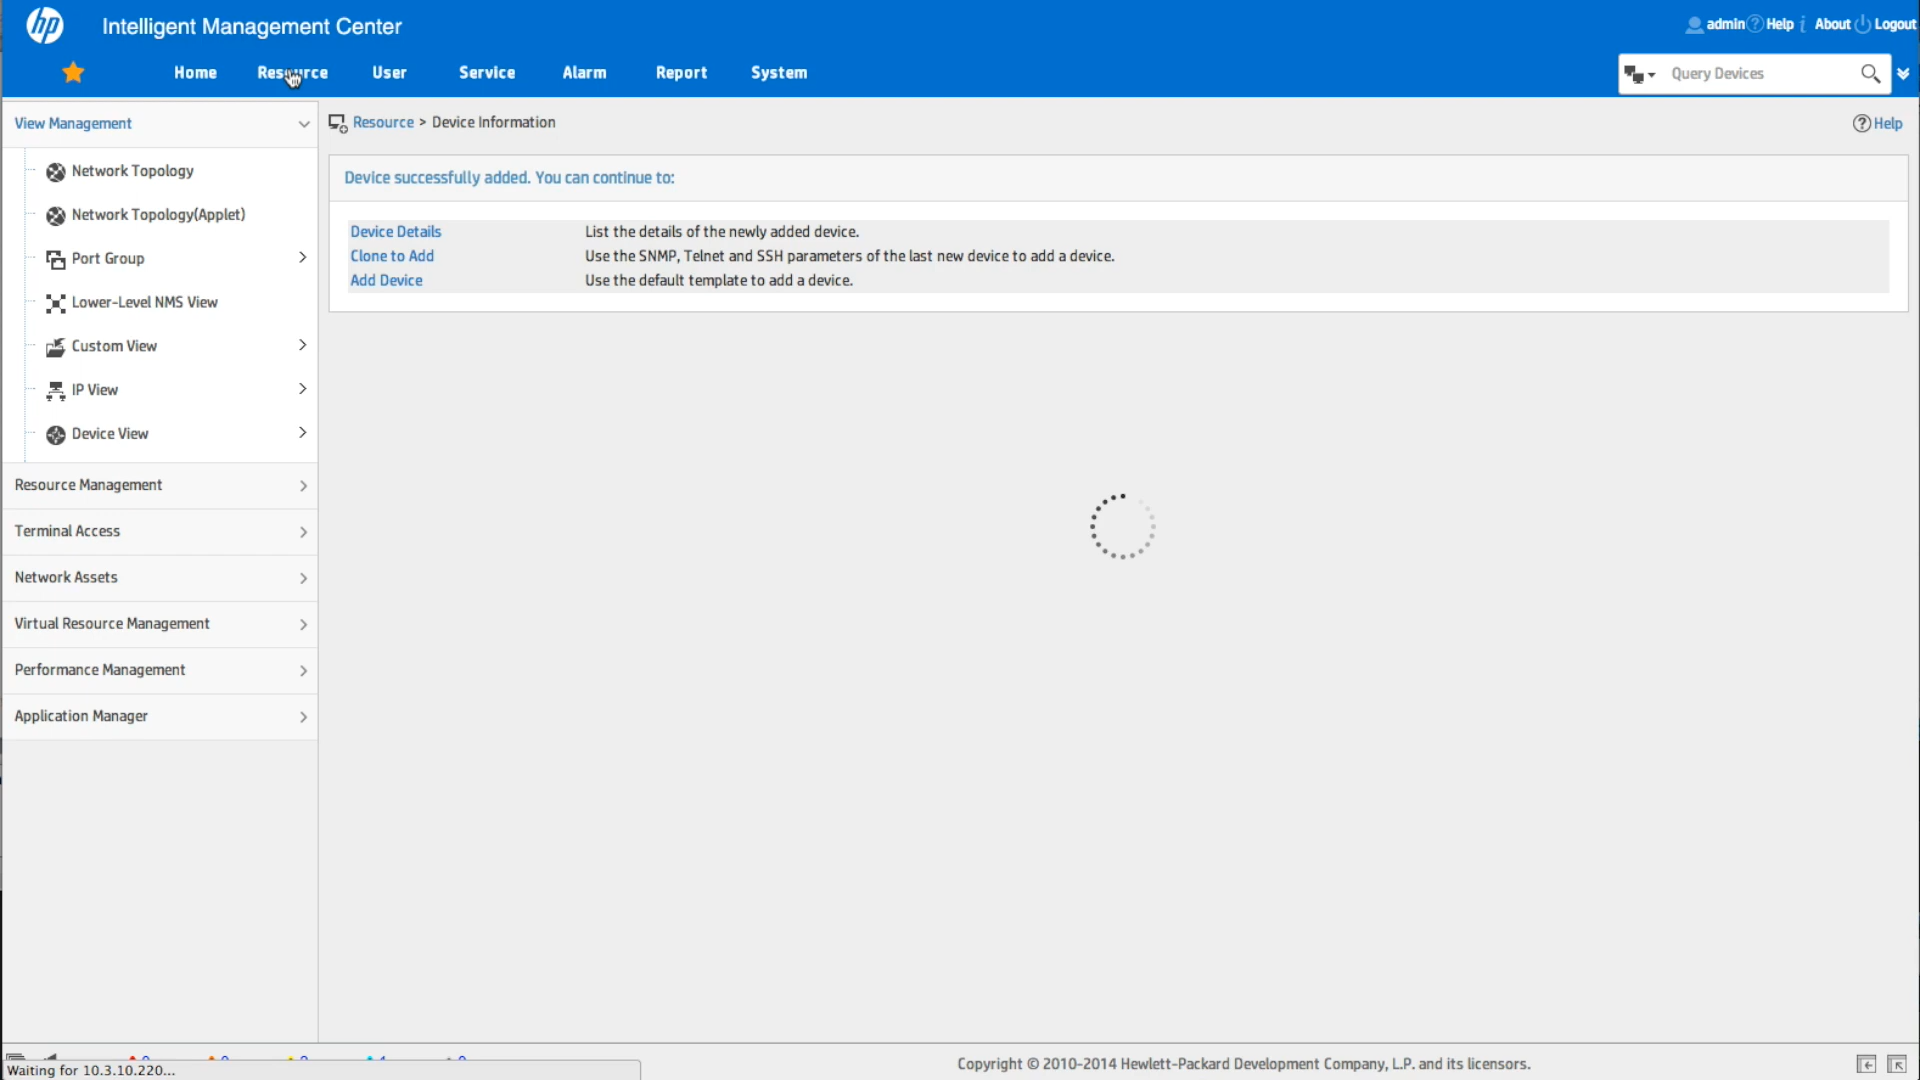 hp Intelligent Management Center
admin Help About Logout
Home Resource User Service Alarm Report System
Query Devices
View Management
Resource > Device Information
Help
Network Topology
Network Topology(Applet)
Port Group
Lower-Level NMS View
Custom View
IP View
Device View
Resource Management
Terminal Access
Network Assets
Virtual Resource Management
Performance Management
Application Manager
Device successfully added. You can continue to:
Device Details List the details of the newly added device.
Clone to Add Use the SNMP, Telnet and SSH parameters of the last new device to add a device.
Add Device Use the default template to add a device.
Copyright © 2010-2014 Hewlett-Packard Development Company, L.P. and its licensors.
Waiting for 10.3.10.220...